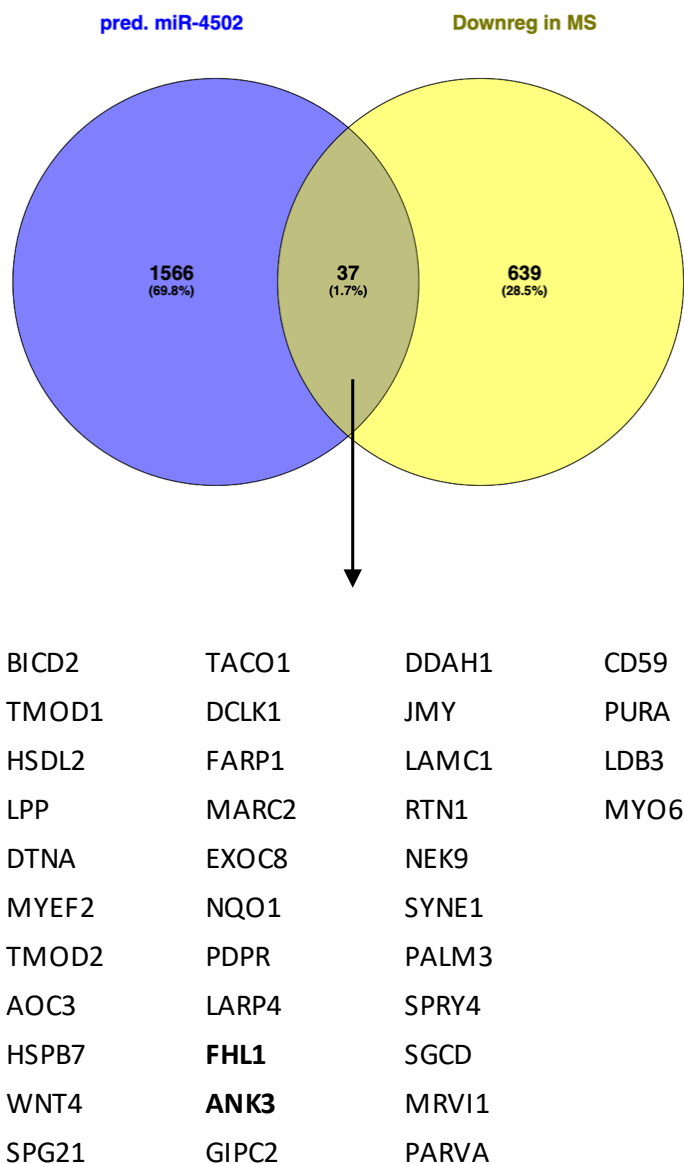 pred. miR-4502 Downreg in MS
1566 37 639
(69.8%) (1.7%) (28.5%)
BICD2 TACO1 DDAH1 CD59
TMOD1 DCLK1 JMY PURA
HSDL2 FARP1 LAMC1 LDB3
LPP MARC2 RTN1 MYO6
DTNA EXOC8 NEK9
MYEF2 NQO1 SYNE1
TMOD2 PDPR PALM3
AOC3 LARP4 SPRY4
HSPB7 FHL1 SGCD
WNT4 ANK3 MRVI1
SPG21 GIPC2 PARVA